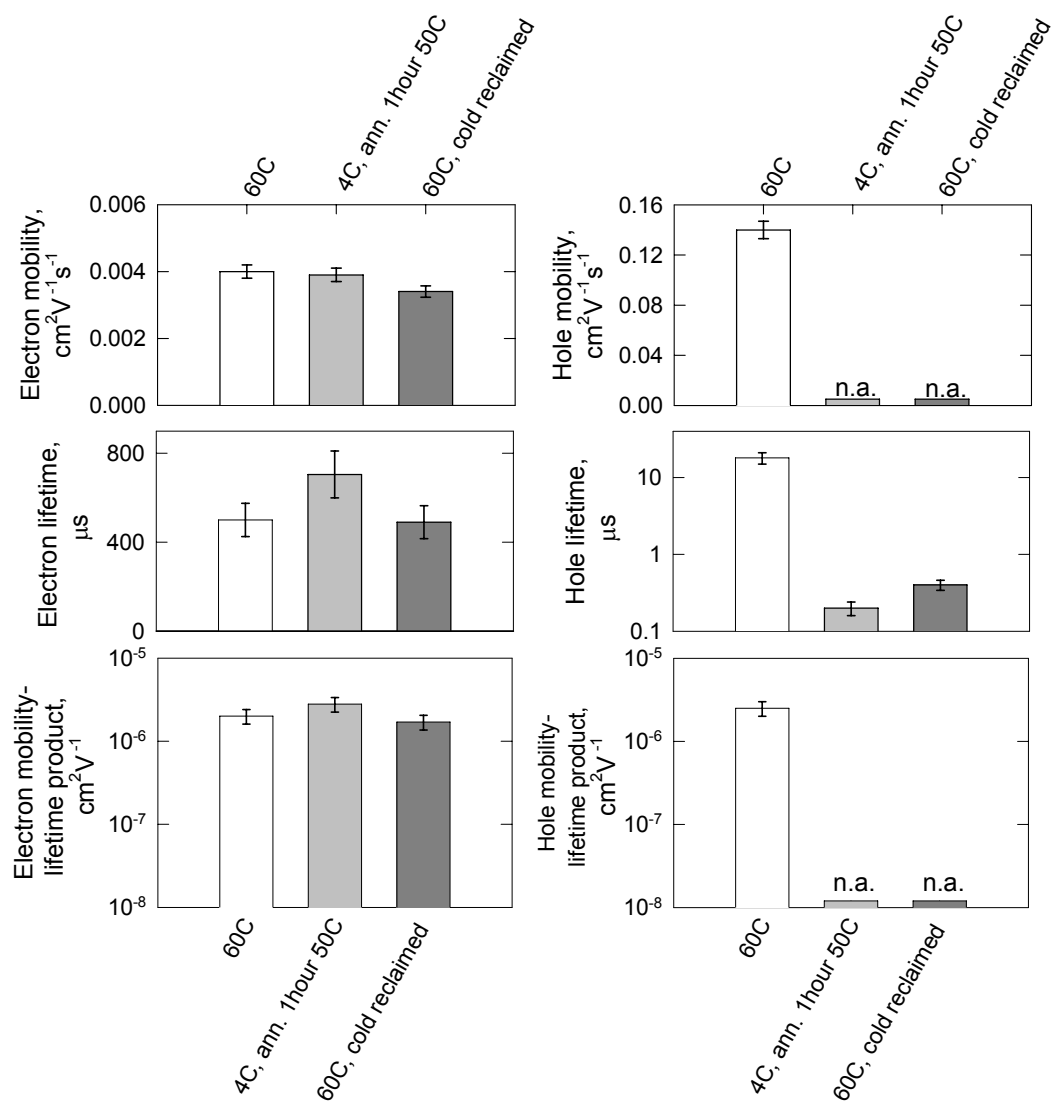 60C
4C, ann. 1hour 50C
60C, cold reclaimed
60C
4C, ann. 1hour 50C
60C, cold reclaimed
Electron mobility,
cm²V⁻¹s⁻¹
0.006
0.004
0.002
0.000
Hole mobility,
cm²V⁻¹s⁻¹
0.16
0.12
0.08
0.04
0.00
n.a.
n.a.
Electron lifetime,
μs
800
400
0
Hole lifetime,
μs
10
1
0.1
Electron mobility-
lifetime product,
cm²V⁻¹
10⁻⁵
10⁻⁶
10⁻⁷
10⁻⁸
Hole mobility-
lifetime product,
cm²V⁻¹
10⁻⁵
10⁻⁶
10⁻⁷
10⁻⁸
n.a.
n.a.
60C
4C, ann. 1hour 50C
60C, cold reclaimed
60C
4C, ann. 1hour 50C
60C, cold reclaimed